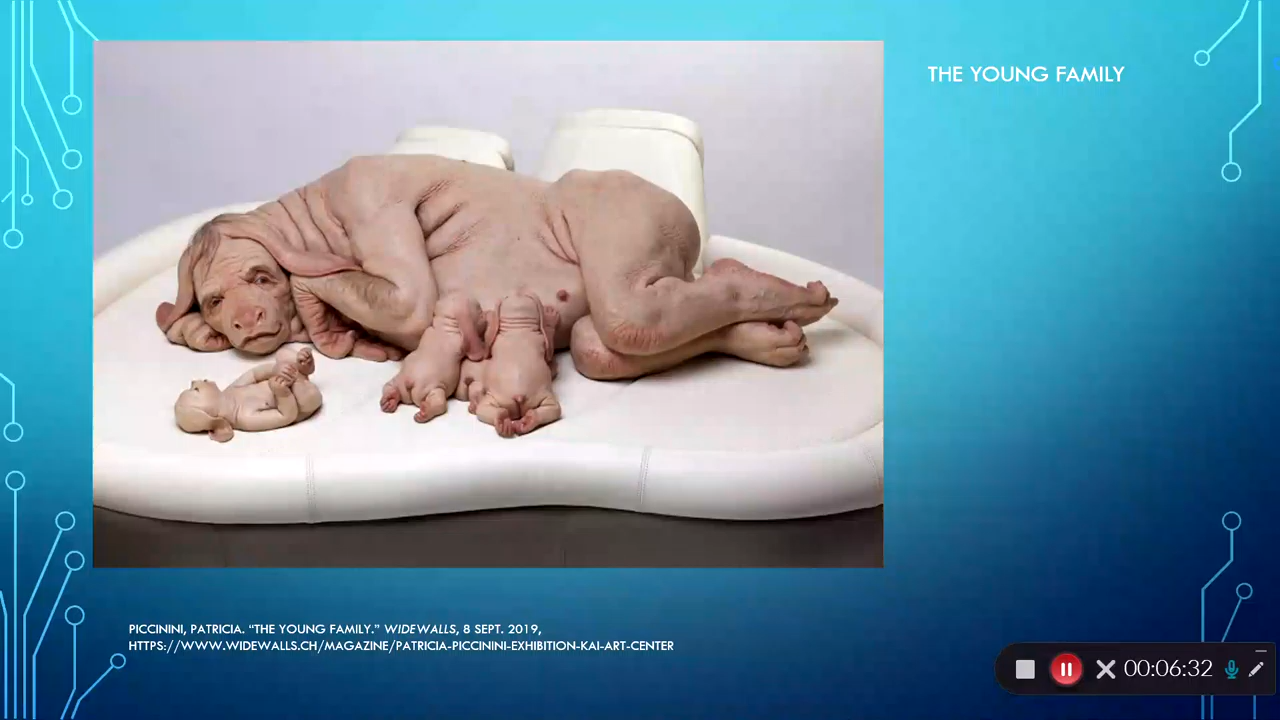 THE YOUNG FAMILY
PICCININI, PATRICIA. “THE YOUNG FAMILY.” WIDEWALLS, 8 SEPT. 2019,
HTTPS://WWW.WIDEWALLS.CH/MAGAZINE/PATRICIA-PICCININI-EXHIBITION-KAI-ART-CENTER
00:06:32